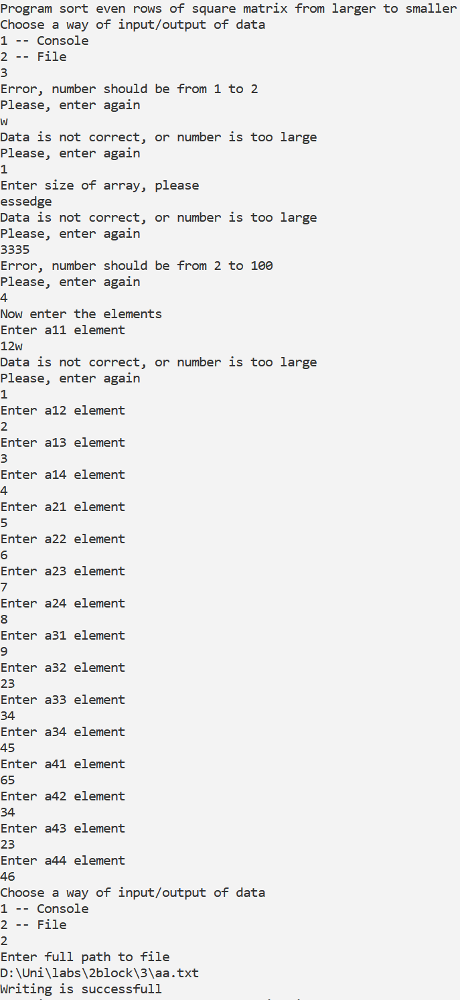 Program sort even rows of square matrix from larger to smaller
Choose a way of input/output of data
1 -- Console
2 -- File
3
Error, number should be from 1 to 2
Please, enter again
w
Data is not correct, or number is too large
Please, enter again
1
Enter size of array, please
essedge
Data is not correct, or number is too large
Please, enter again
3335
Error, number should be from 2 to 100
Please, enter again
4
Now enter the elements
Enter a11 element
12w
Data is not correct, or number is too large
Please, enter again
1
Enter a12 element
2
Enter a13 element
3
Enter a14 element
4
Enter a21 element
5
Enter a22 element
6
Enter a23 element
7
Enter a24 element
8
Enter a31 element
9
Enter a32 element
23
Enter a33 element
34
Enter a34 element
45
Enter a41 element
65
Enter a42 element
34
Enter a43 element
23
Enter a44 element
46
Choose a way of input/output of data
1 -- Console
2 -- File
2
Enter full path to file
D:\Uni\labs\2block\3\aa.txt
Writing is successfull